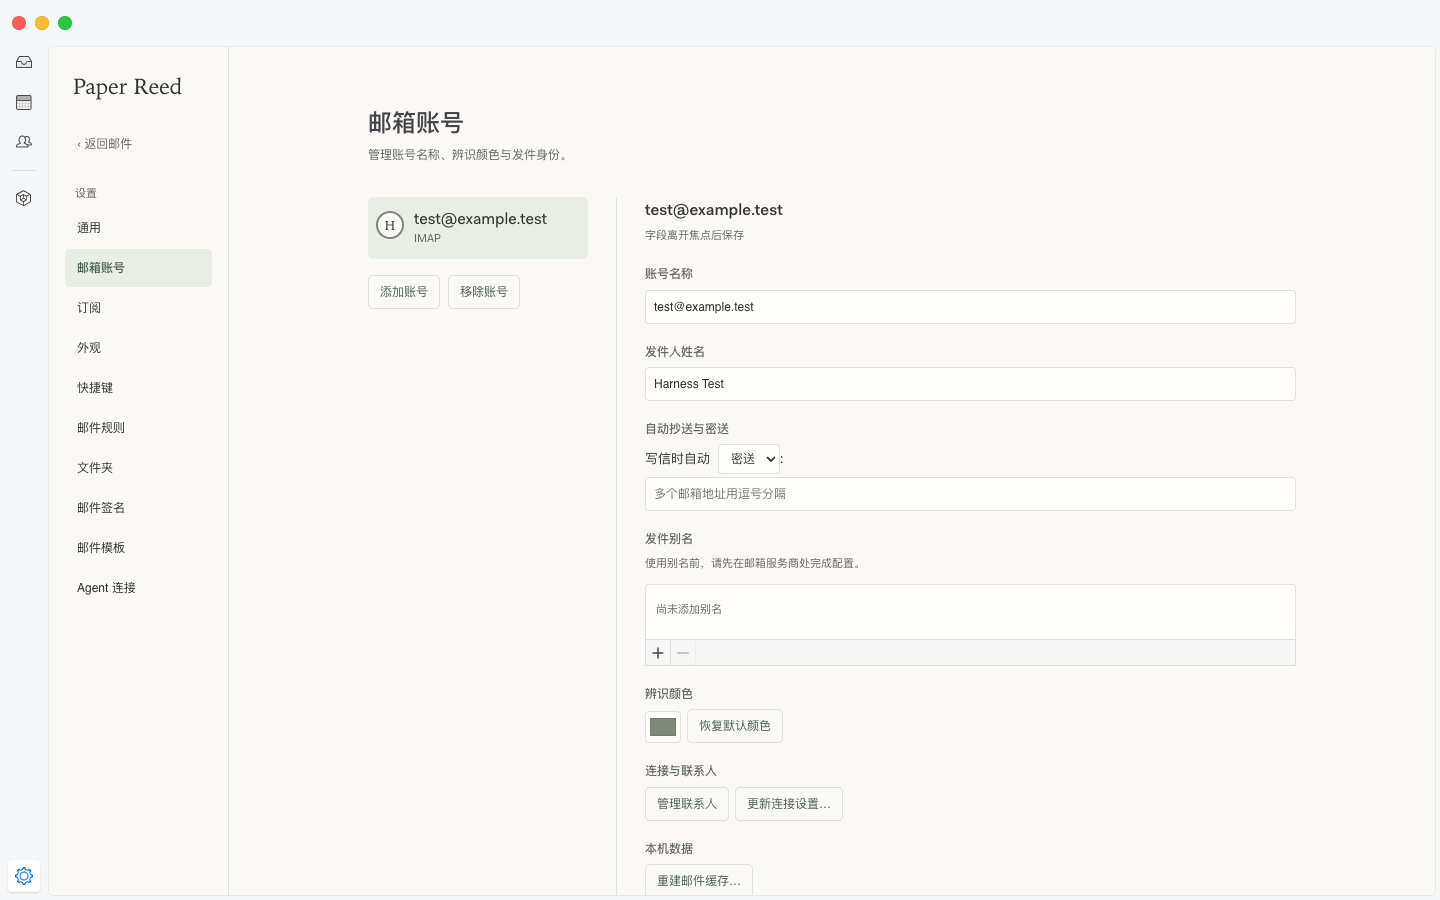 Paper Reed
‹ 返回邮件
设置
通用
邮箱账号
订阅
外观
快捷键
邮件规则
文件夹
邮件签名
邮件模板
Agent 连接
邮箱账号
管理账号名称、辨识颜色与发件身份。
H
test@example.test
IMAP
添加账号
移除账号
test@example.test
字段离开焦点后保存
账号名称
test@example.test
发件人姓名
Harness Test
自动抄送与密送
写信时自动 密送 :
多个邮箱地址用逗号分隔
发件别名
使用别名前，请先在邮箱服务商处完成配置。
尚未添加别名
辨识颜色
恢复默认颜色
连接与联系人
管理联系人
更新连接设置…
本机数据
重建邮件缓存…